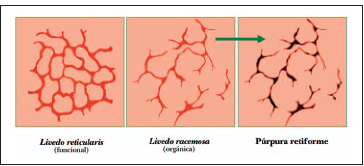 Livedo reticularis
(funcional)
Livedo racemosa
(orgánica)
Púrpura retiforme